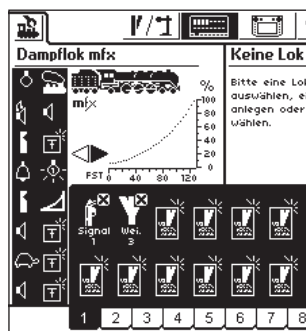 Dampflok mfx
Keine Lok
mfx
%
100
80
60
40
20
0
FST 0 40 80 120
Bitte eine Lok
auswählen, e
anlegen oder
wählen.
Signal
1
Wei.
3
1 2 3 4 5 6 7 8